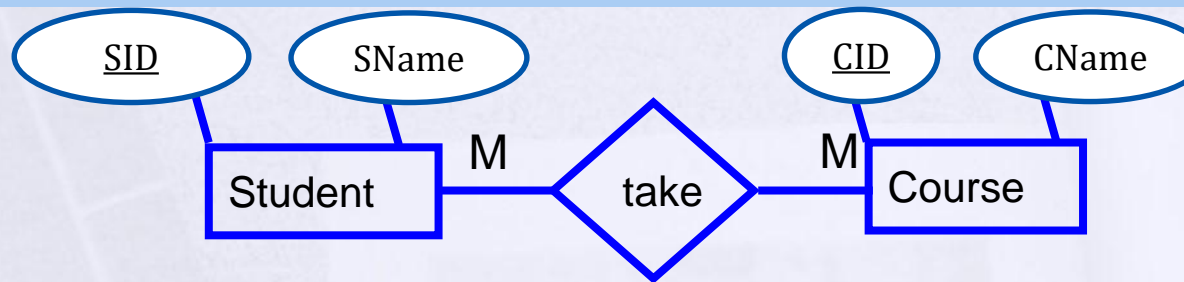 SID SName CID CName
M M
Student take Course